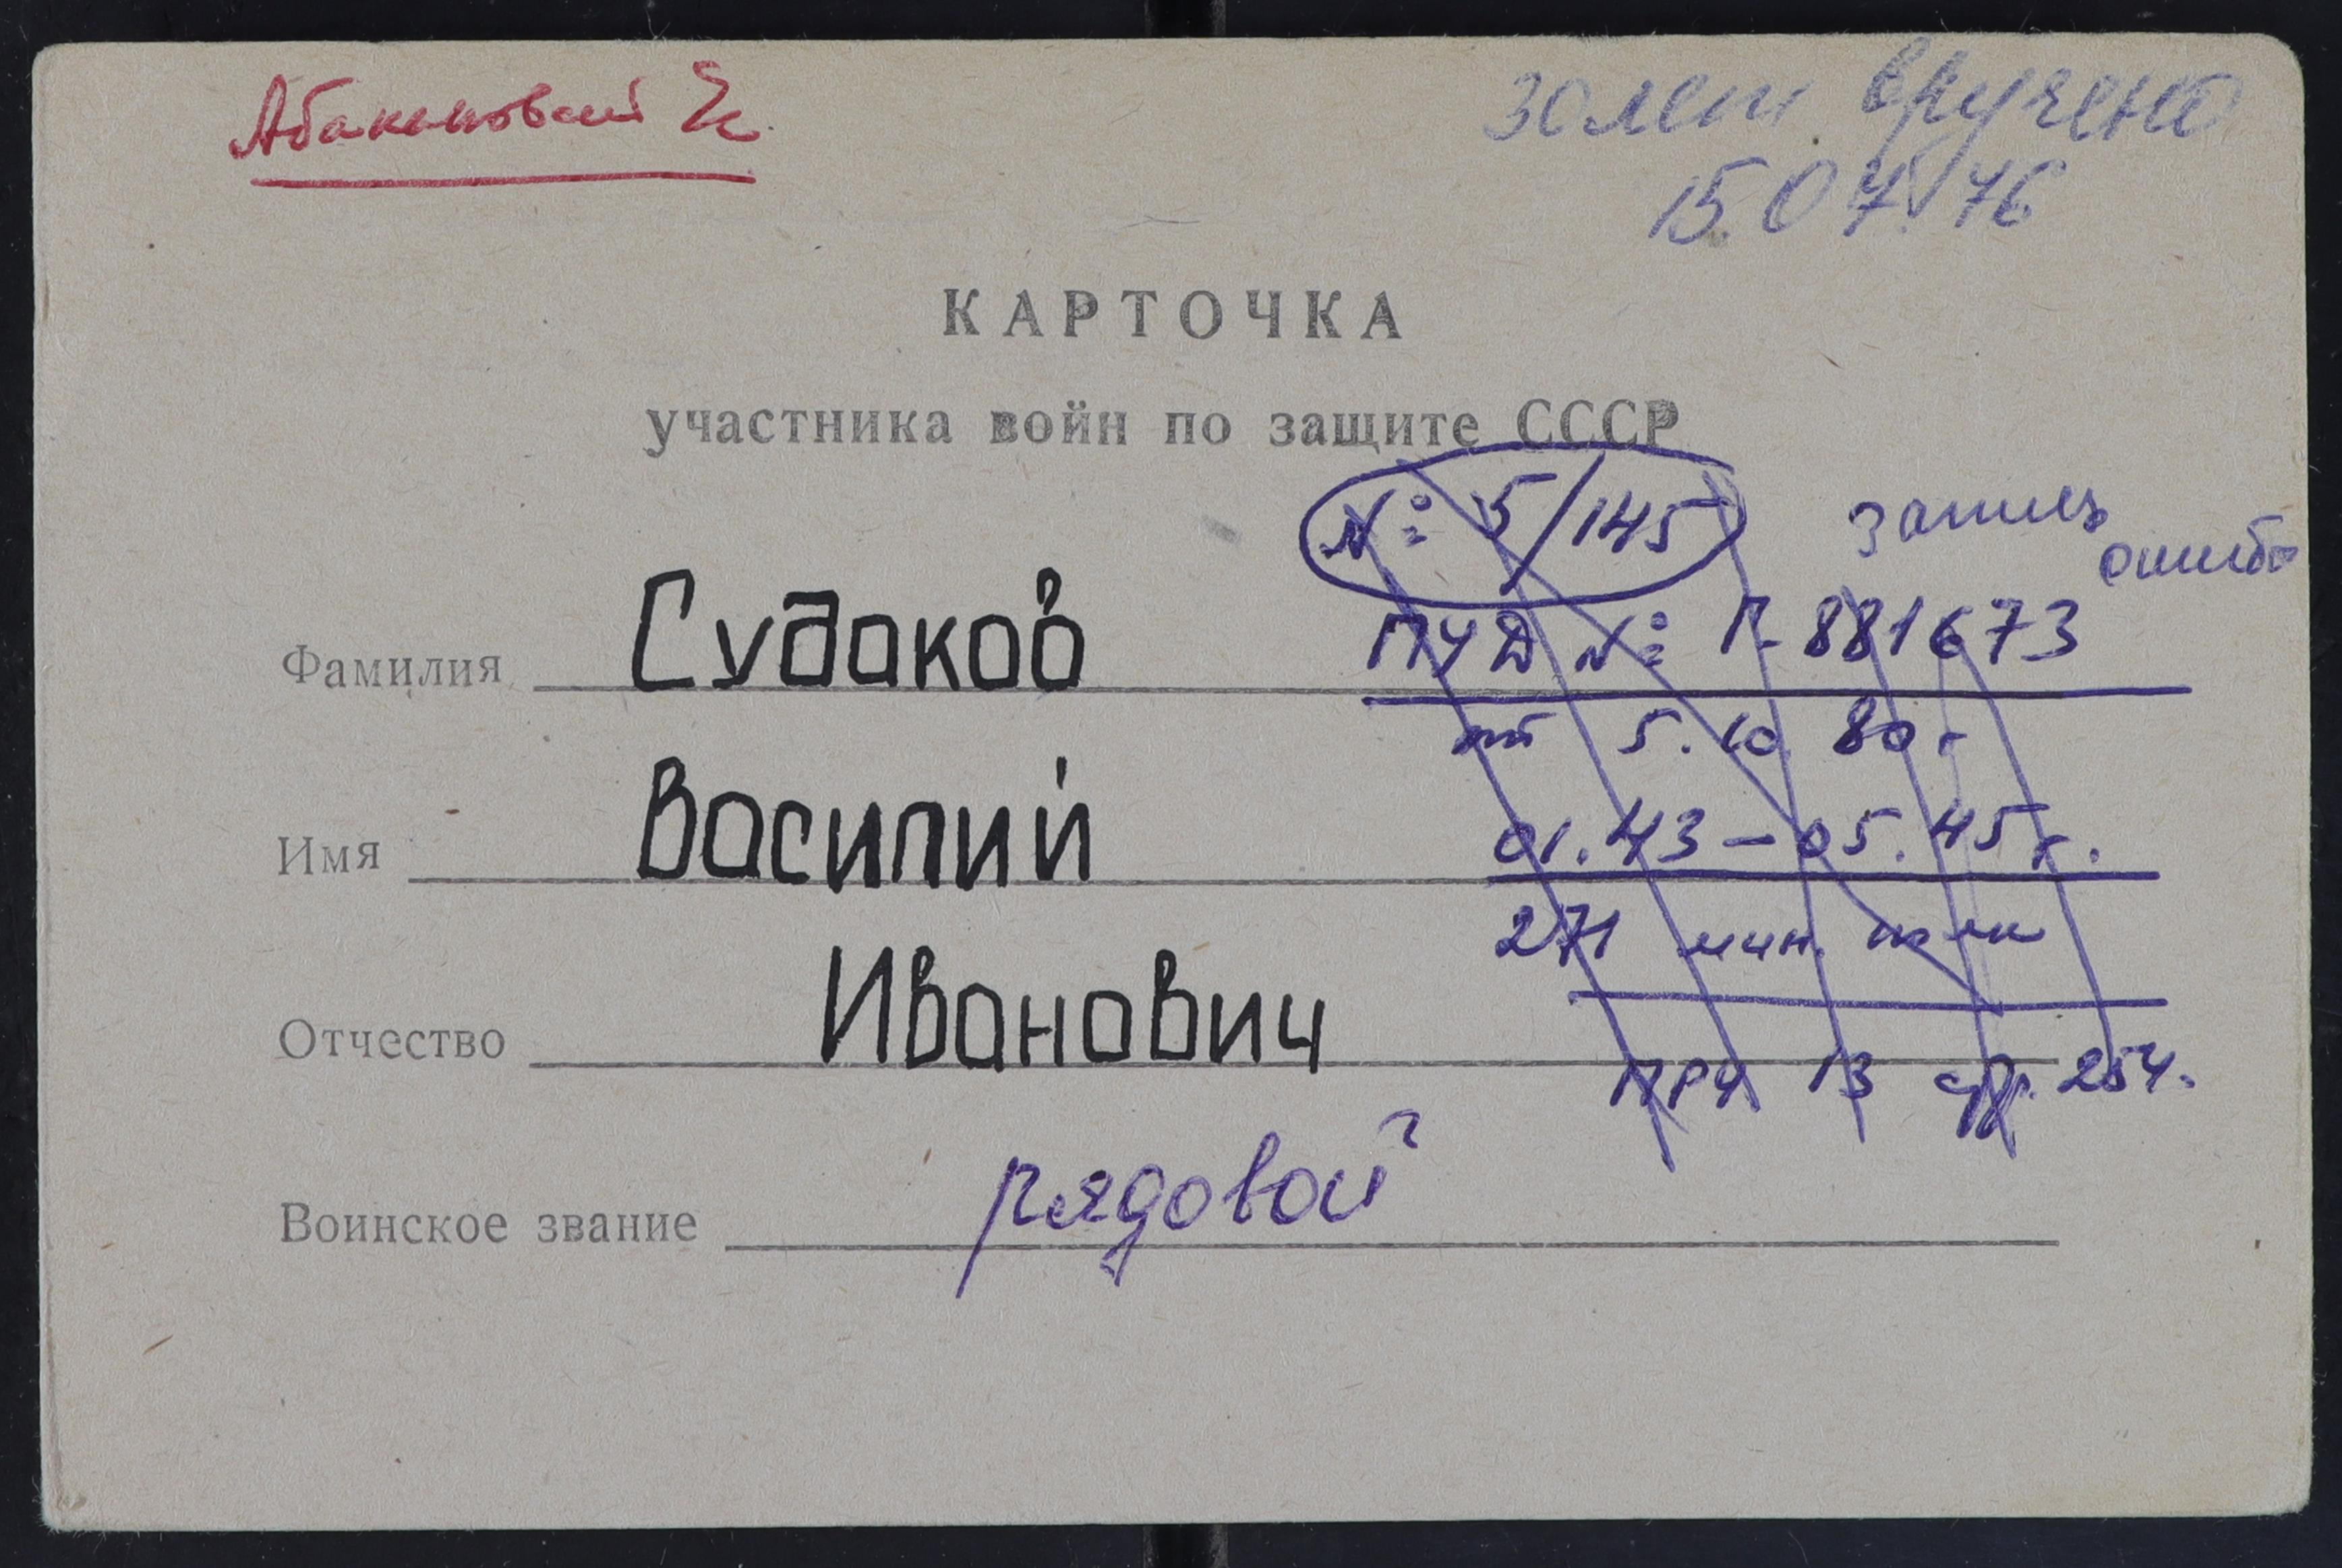 30 лет вручено
15.07.76
КАРТОЧКА
участника войн по защите СССР
№ 5/145 запись
ошибо
Фамилия Судаков
ПУД № П-881673
от 5.10.80 г
Имя Василий
01.43 – 05.45 г.
271 мин. полк
Отчество Иванович
13 стр. 254.
Воинское звание рядовой